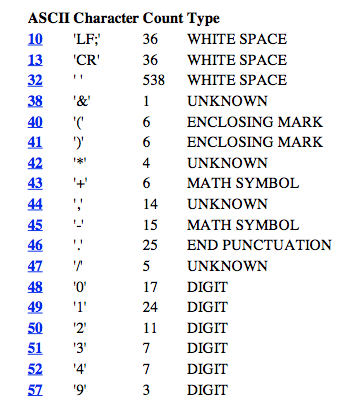 ASCII Character Count Type
10 'LF;' 36 WHITE SPACE
13 'CR' 36 WHITE SPACE
32 ' ' 538 WHITE SPACE
38 '&' 1 UNKNOWN
40 '(' 6 ENCLOSING MARK
41 ')' 6 ENCLOSING MARK
42 '*' 4 UNKNOWN
43 '+' 6 MATH SYMBOL
44 ',' 14 UNKNOWN
45 '-' 15 MATH SYMBOL
46 '.' 25 END PUNCTUATION
47 '/' 5 UNKNOWN
48 '0' 17 DIGIT
49 '1' 24 DIGIT
50 '2' 11 DIGIT
51 '3' 7 DIGIT
52 '4' 7 DIGIT
57 '9' 3 DIGIT